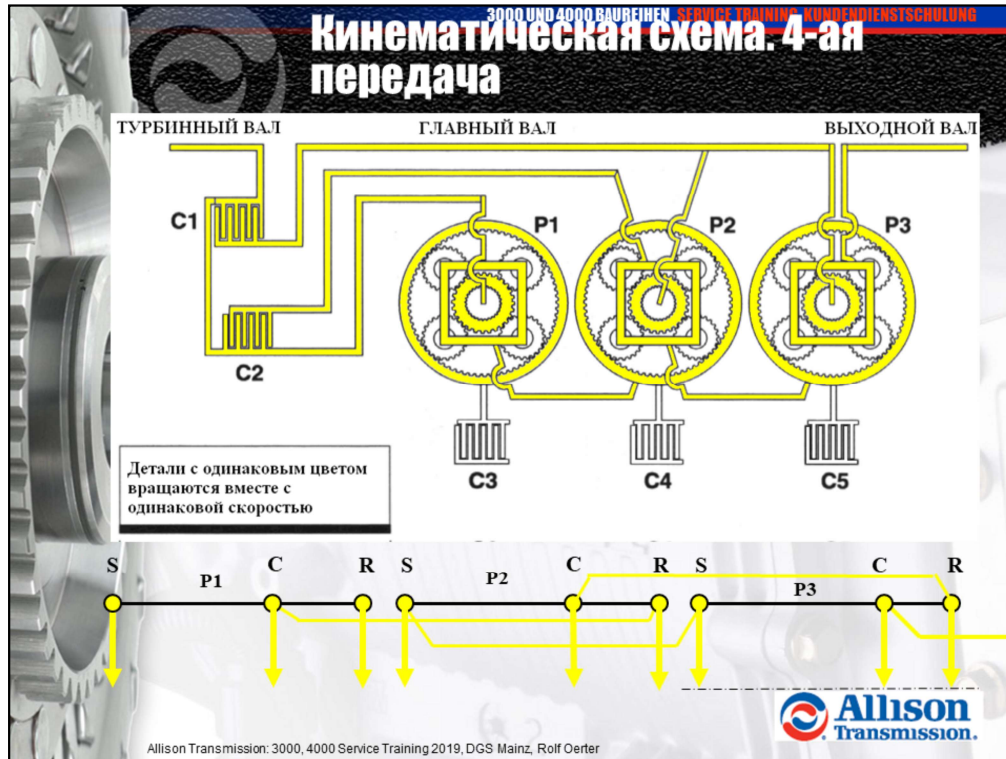 3000 UND 4000 BAUREIHEN SERVICE TRAINING KUNDENDIENSTSCHULUNG
Кинематическая схема. 4-ая
передача
ТУРБИННЫЙ ВАЛ ГЛАВНЫЙ ВАЛ ВЫХОДНОЙ ВАЛ
C1 P1 P2 P3
C2
Детали с одинаковым цветом
вращаются вместе с
одинаковой скоростью
C3 C4 C5
S C R S C R S C R
P1 P2 P3
Allison
Transmission.
Allison Transmission: 3000, 4000 Service Training 2019, DGS Mainz, Rolf Oerter